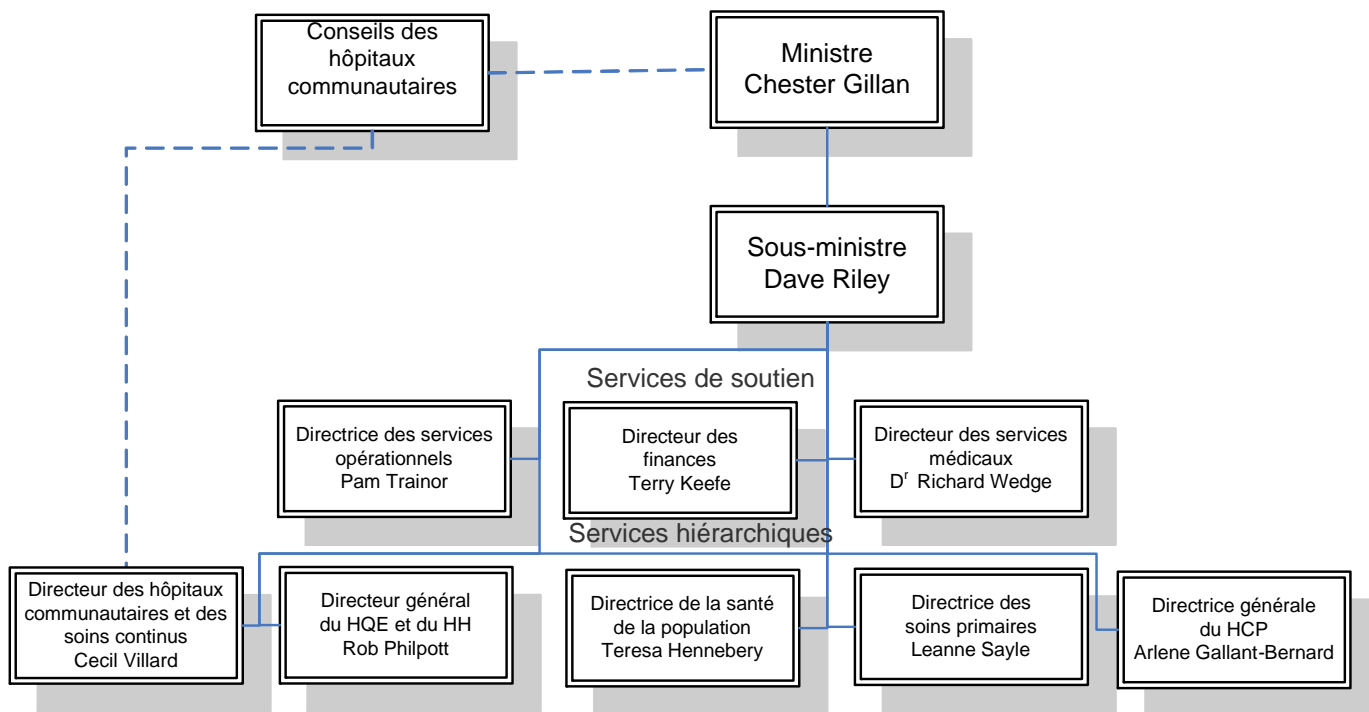 Conseils des
hôpitaux
communautaires
Ministre
Chester Gillan
Sous-ministre
Dave Riley
Services de soutien
Directrice des services
opérationnels
Pam Trainor
Directeur des
finances
Terry Keefe
Directeur des services
médicaux
Dʳ Richard Wedge
Services hiérarchiques
Directeur des hôpitaux
communautaires et des
soins continus
Cecil Villard
Directeur général
du HQE et du HH
Rob Philpott
Directrice de la santé
de la population
Teresa Hennebery
Directrice des
soins primaires
Leanne Sayle
Directrice générale
du HCP
Arlene Gallant-Bernard